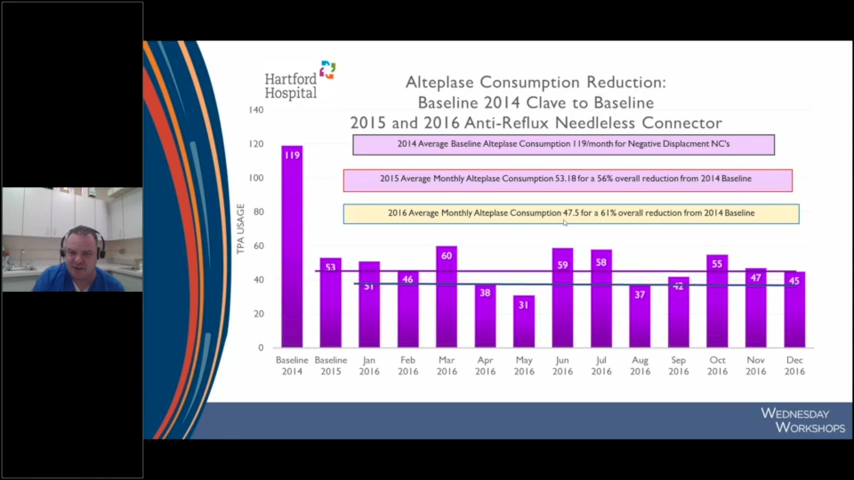 Hartford
Hospital
Alteplase Consumption Reduction:
Baseline 2014 Clave to Baseline
2015 and 2016 Anti-Reflux Needleless Connector
2014 Average Baseline Alteplase Consumption 119/month for Negative Displacment NC's
2015 Average Monthly Alteplase Consumption 53.18 for a 56% overall reduction from 2014 Baseline
2016 Average Monthly Alteplase Consumption 47.5 for a 61% overall reduction from 2014 Baseline
TPA USAGE
140
120
100
80
60
40
20
0
119
53
51
46
60
38
31
59
58
37
42
55
47
45
Baseline Baseline Jan Feb Mar Apr May Jun Jul Aug Sep Oct Nov Dec
2014 2015 2016 2016 2016 2016 2016 2016 2016 2016 2016 2016 2016 2016
WEDNESDAY
WORKSHOPS